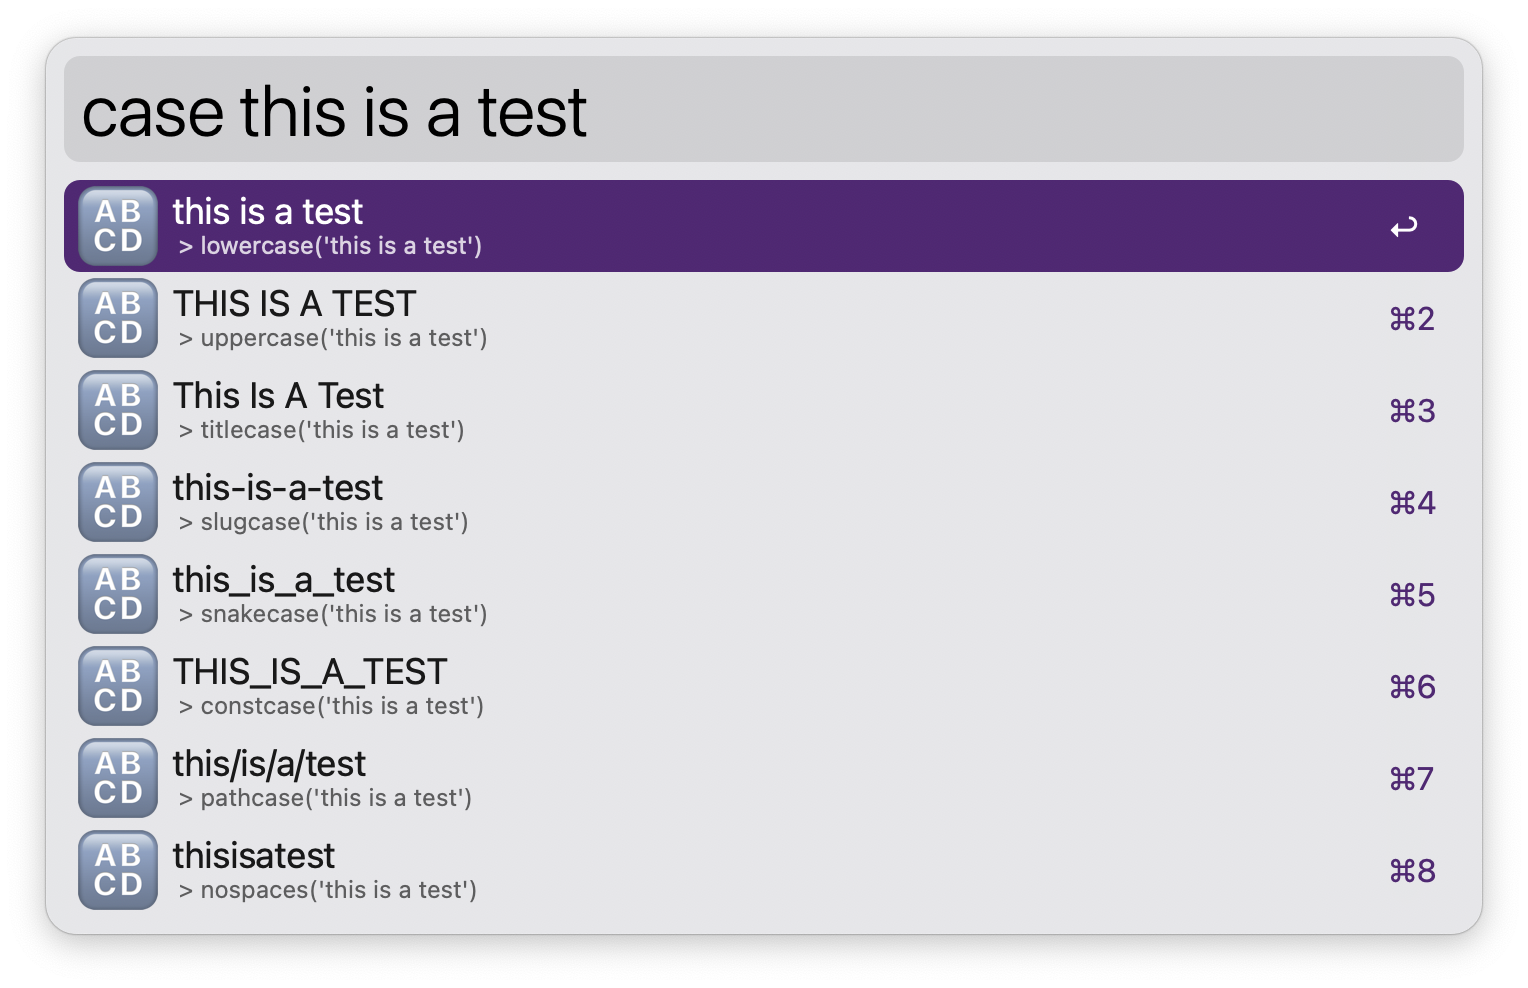 case this is a test
AB
CD
this is a test
> lowercase('this is a test')
AB
CD
THIS IS A TEST
> uppercase('this is a test')
⌘2
AB
CD
This Is A Test
> titlecase('this is a test')
⌘3
AB
CD
this-is-a-test
> slugcase('this is a test')
⌘4
AB
CD
this_is_a_test
> snakecase('this is a test')
⌘5
AB
CD
THIS_IS_A_TEST
> constcase('this is a test')
⌘6
AB
CD
this/is/a/test
> pathcase('this is a test')
⌘7
AB
CD
thisisatest
> nospaces('this is a test')
⌘8